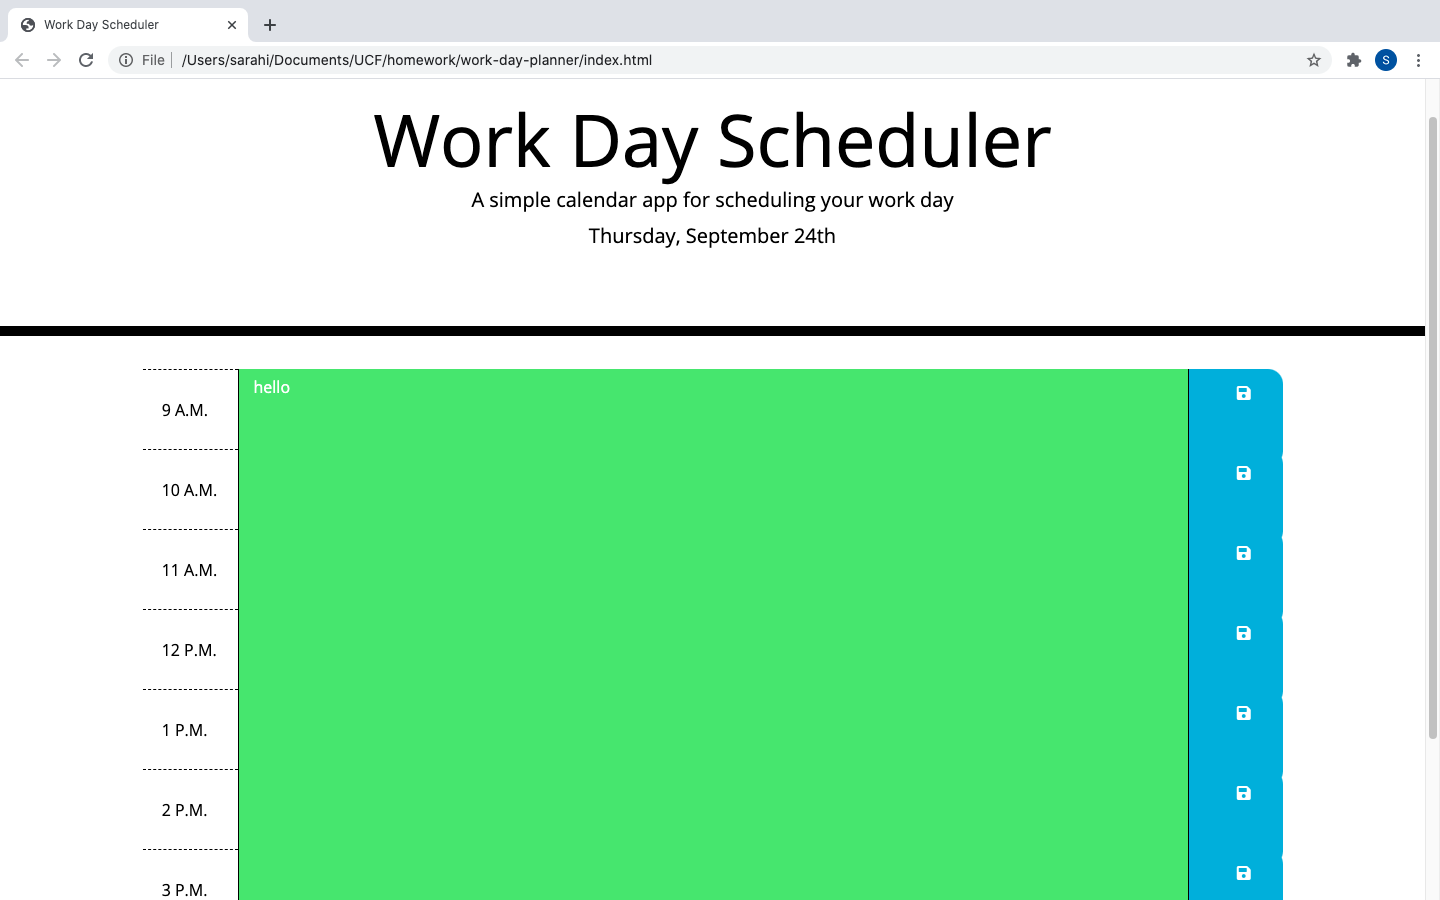 Work Day Scheduler
File /Users/sarahi/Documents/UCF/homework/work-day-planner/index.html
S
Work Day Scheduler
A simple calendar app for scheduling your work day
Thursday, September 24th
9 A.M. hello
10 A.M.
11 A.M.
12 P.M.
1 P.M.
2 P.M.
3 P.M.